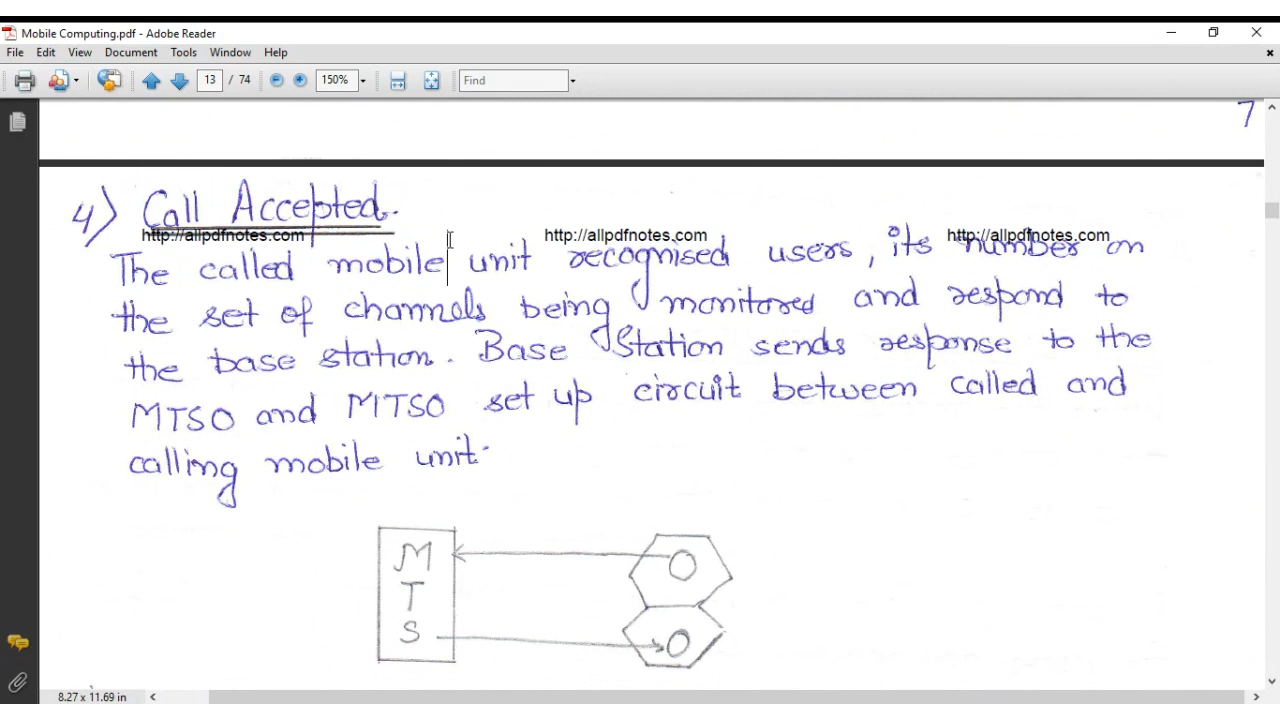 Mobile Computing.pdf - Adobe Reader
File Edit View Document Tools Window Help
13 / 74 150% Find
7
4) Call Accepted.
http://allpdfnotes.com http://allpdfnotes.com http://allpdfnotes.com
The called mobile unit recognised users, its number on
the set of channels being monitored and respond to
the base station. Base Station sends response to the
MTSO and MTSO set up circuit between called and
calling mobile unit.
M
T
S
8.27 x 11.69 in